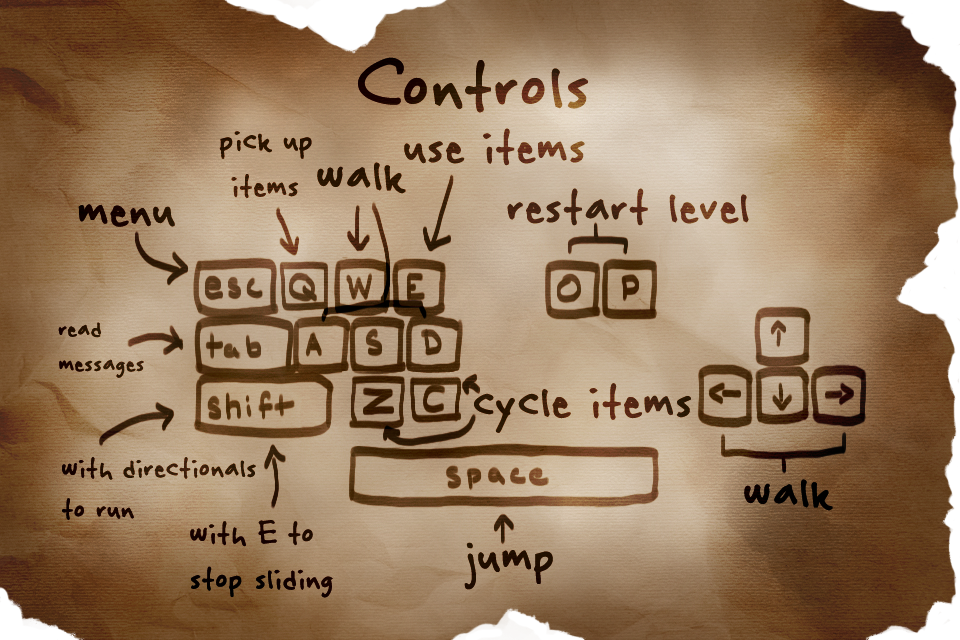 Controls
pick up
items
walk
use items
menu
restart level
esc Q W E
O P
read
messages
tab A S D
↑
shift
Z C
cycle items
← ↓ →
with directionals
to run
space
walk
with E to
stop sliding
jump